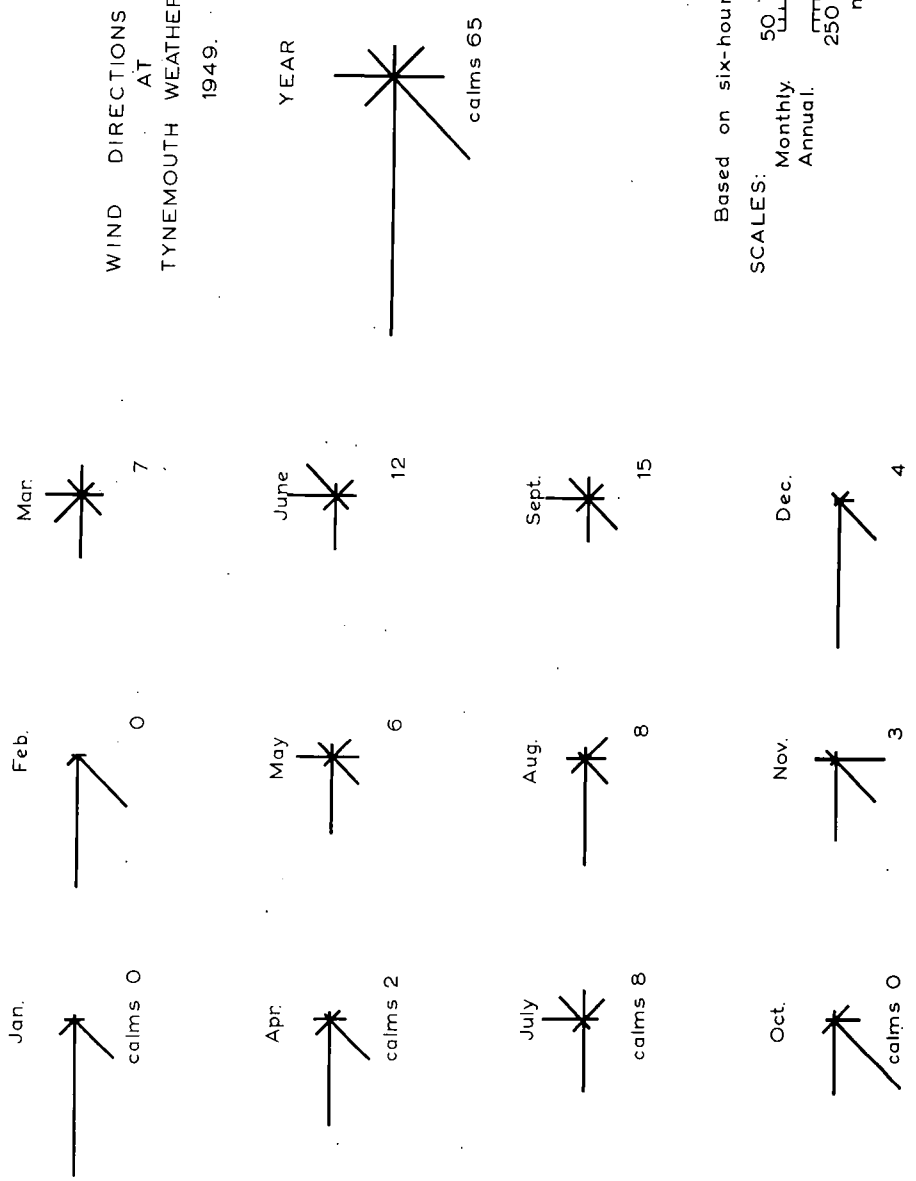 Jan.
Feb.
Mar.
calms 0
0
7
Apr.
May
June
calms 2
6
12
July
Aug.
Sept.
calms 8
8
15
Oct.
Nov.
Dec.
calms 0
3
4
WIND DIRECTIONS
AT
TYNEMOUTH WEATHER
1949.
YEAR
calms 65
Based on six-hour
SCALES:
Monthly. 50
Annual. 250